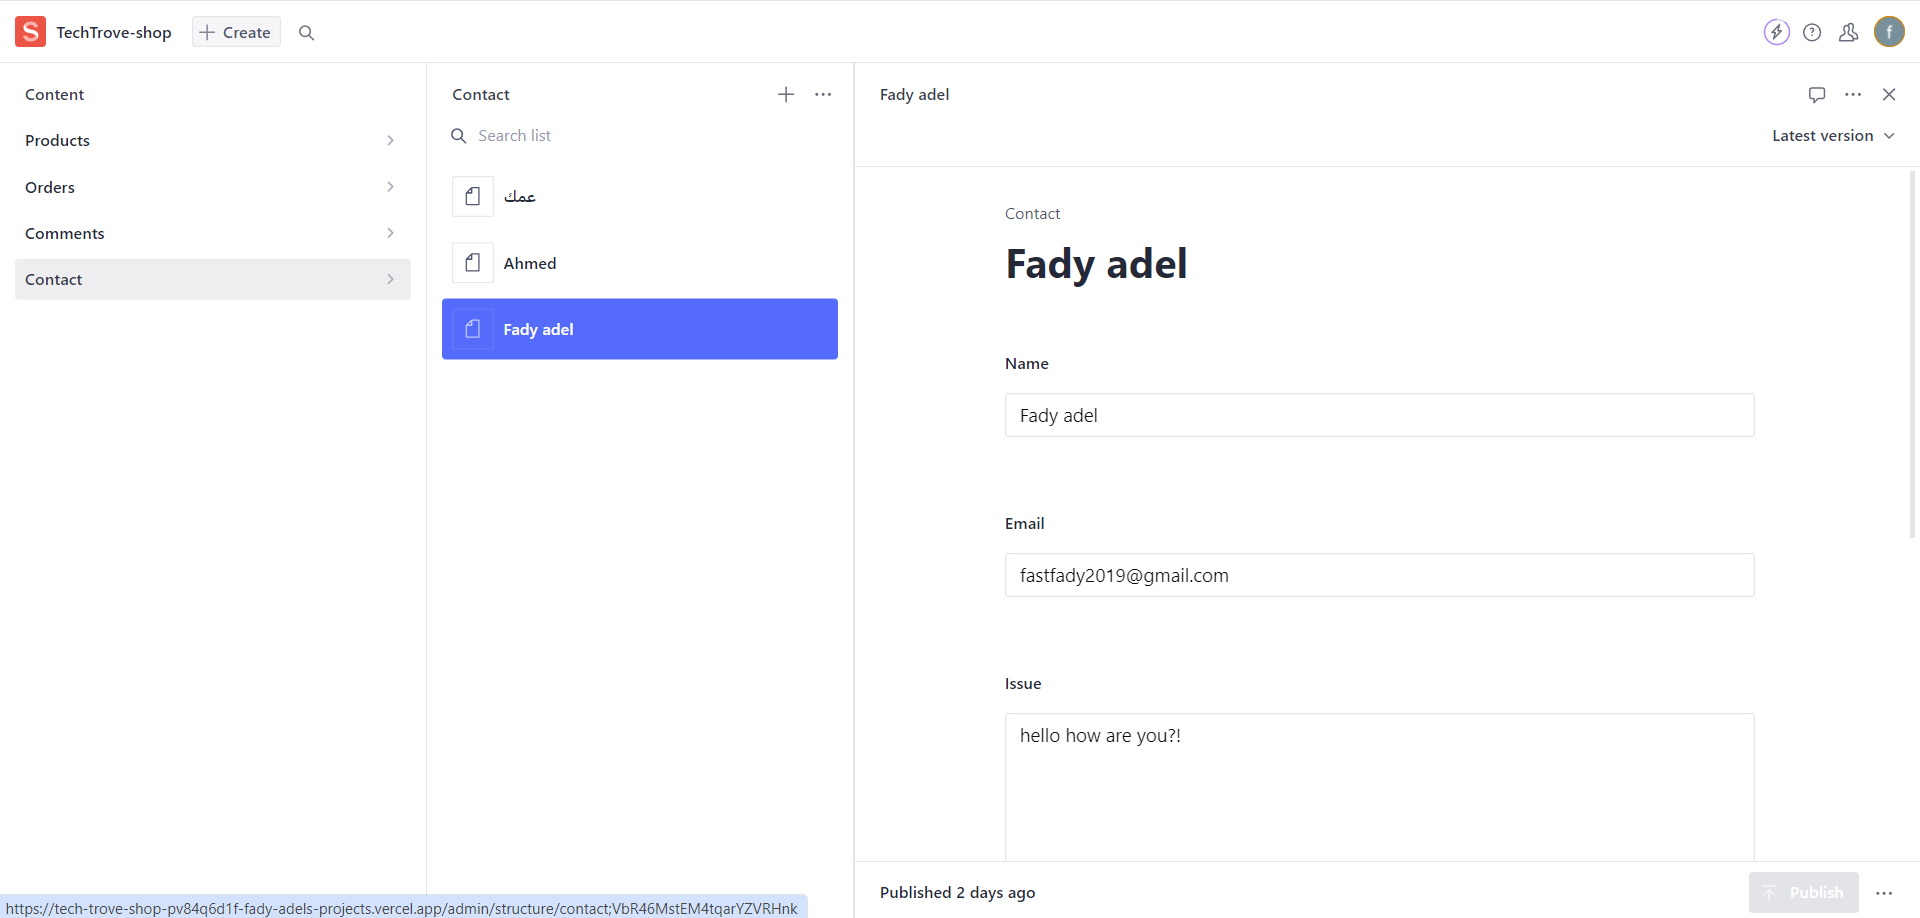 S TechTrove-shop Create f
Content
Products
Orders
Comments
Contact
Contact
Search list
عمك
Ahmed
Fady adel
Fady adel
Latest version
Contact
Fady adel
Name
Fady adel
Email
fastfady2019@gmail.com
Issue
hello how are you?!
Published 2 days ago Publish
https://tech-trove-shop-pv84q6d1f-fady-adels-projects.vercel.app/admin/structure/contact;VbR46MstEM4tqarYZVRHnk